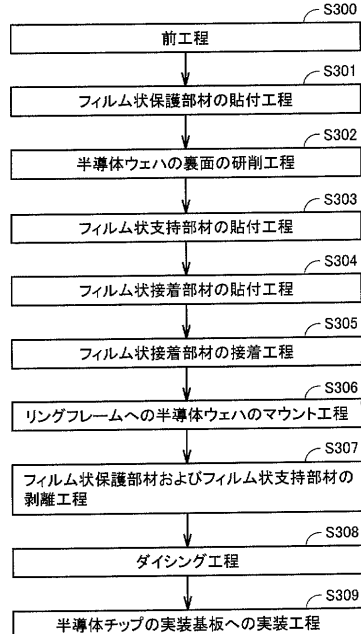 S300
前工程
S301
フィルム状保護部材の貼付工程
S302
半導体ウェハの裏面の研削工程
S303
フィルム状支持部材の貼付工程
S304
フィルム状接着部材の貼付工程
S305
フィルム状接着部材の接着工程
S306
リングフレームへの半導体ウェハのマウント工程
S307
フィルム状保護部材およびフィルム状支持部材の
剥離工程
S308
ダイシング工程
S309
半導体チップの実装基板への実装工程